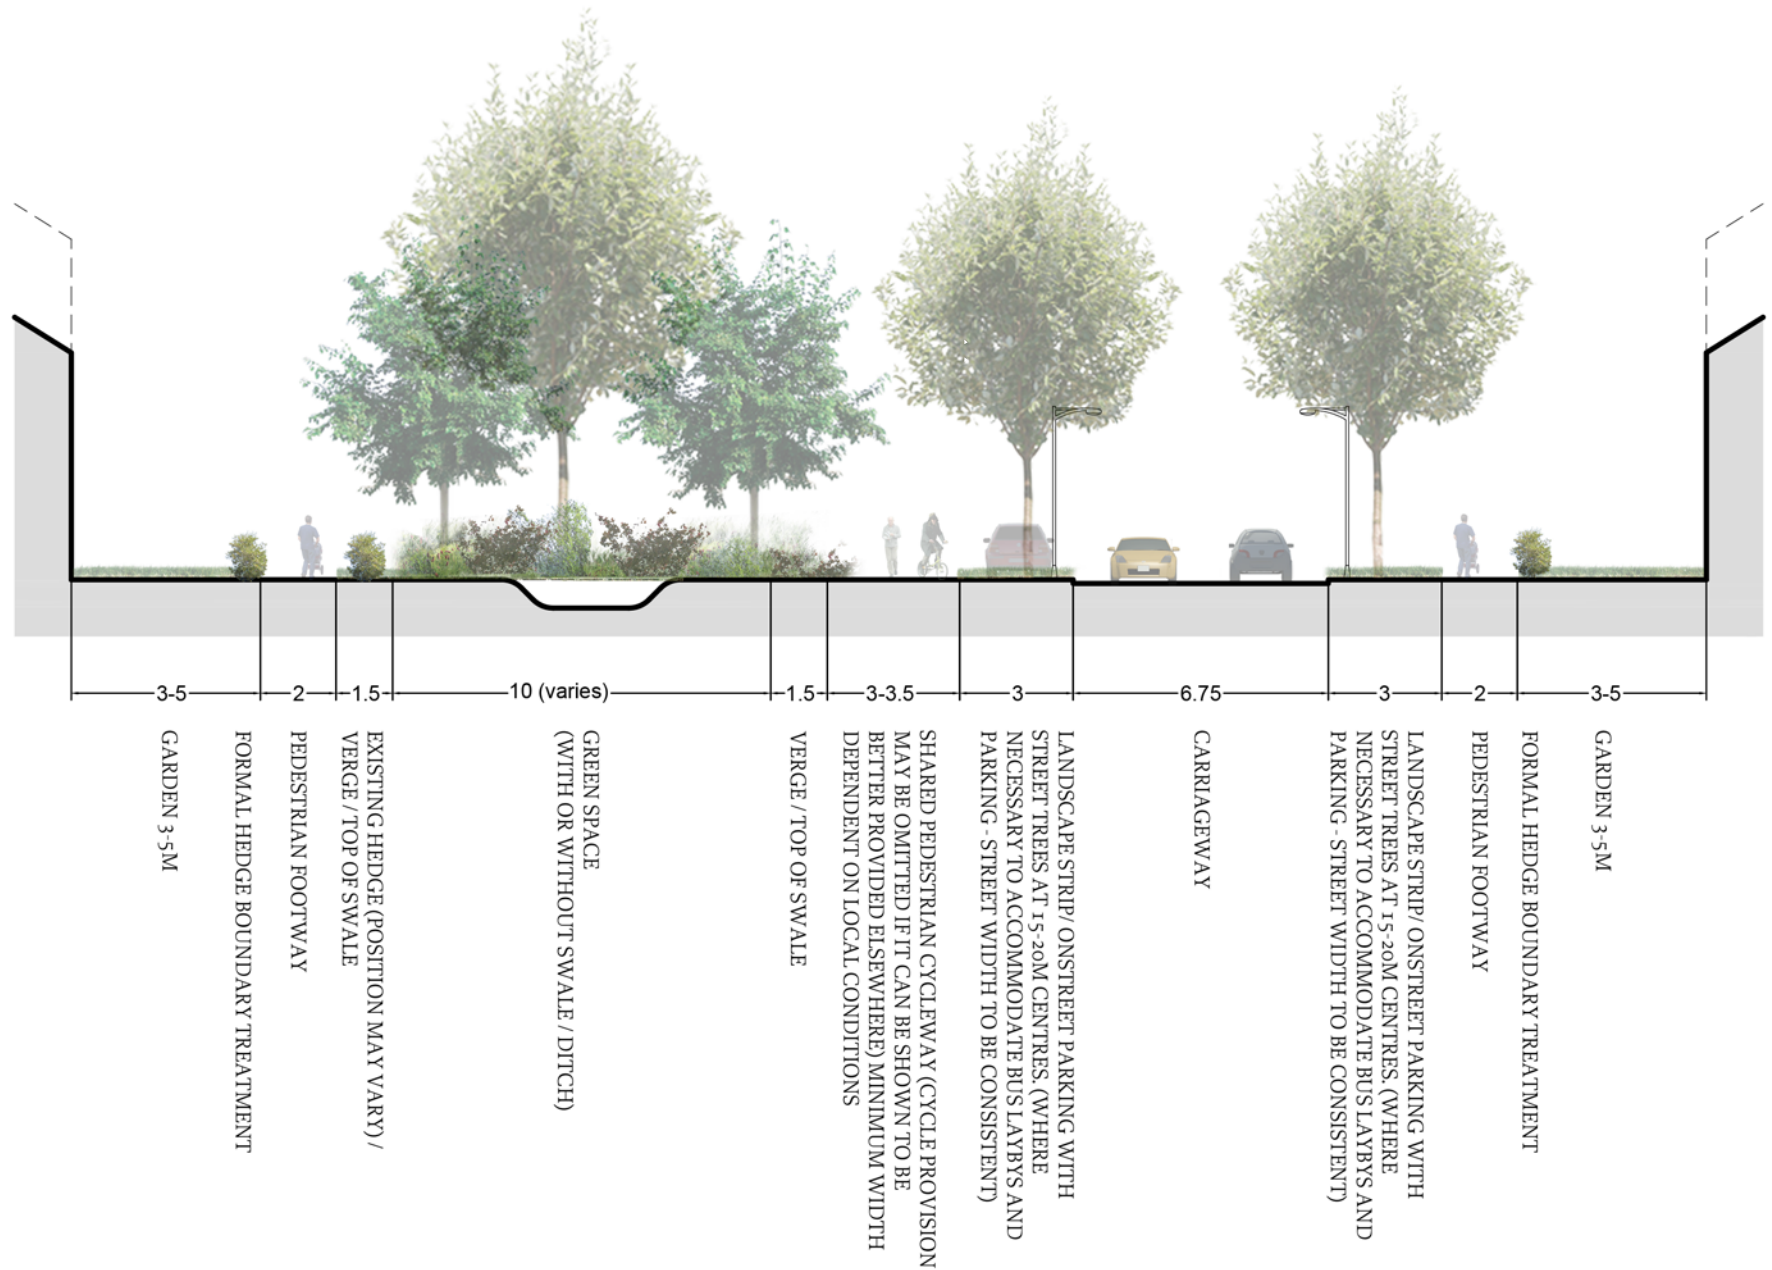 3-5
2
1.5
10 (varies)
1.5
3-3.5
3
6.75
3
2
3-5
GARDEN 3-5M
FORMAL HEDGE BOUNDARY TREATMENT
PEDESTRIAN FOOTWAY
EXISTING HEDGE (POSITION MAY VARY) /
VERGE / TOP OF SWALE
GREEN SPACE
(WITH OR WITHOUT SWALE / DITCH)
VERGE / TOP OF SWALE
SHARED PEDESTRIAN CYCLEWAY (CYCLE PROVISION
MAY BE OMITTED IF IT CAN BE SHOWN TO BE
BETTER PROVIDED ELSEWHERE) MINIMUM WIDTH
DEPENDENT ON LOCAL CONDITIONS
LANDSCAPE STRIP/ ONSTREET PARKING WITH
STREET TREES AT 15-20M CENTRES. (WHERE
NECESSARY TO ACCOMMODATE BUS LAYBYS AND
PARKING - STREET WIDTH TO BE CONSISTENT)
CARRIAGEWAY
LANDSCAPE STRIP/ ONSTREET PARKING WITH
STREET TREES AT 15-20M CENTRES. (WHERE
NECESSARY TO ACCOMMODATE BUS LAYBYS AND
PARKING - STREET WIDTH TO BE CONSISTENT)
PEDESTRIAN FOOTWAY
FORMAL HEDGE BOUNDARY TREATMENT
GARDEN 3-5M